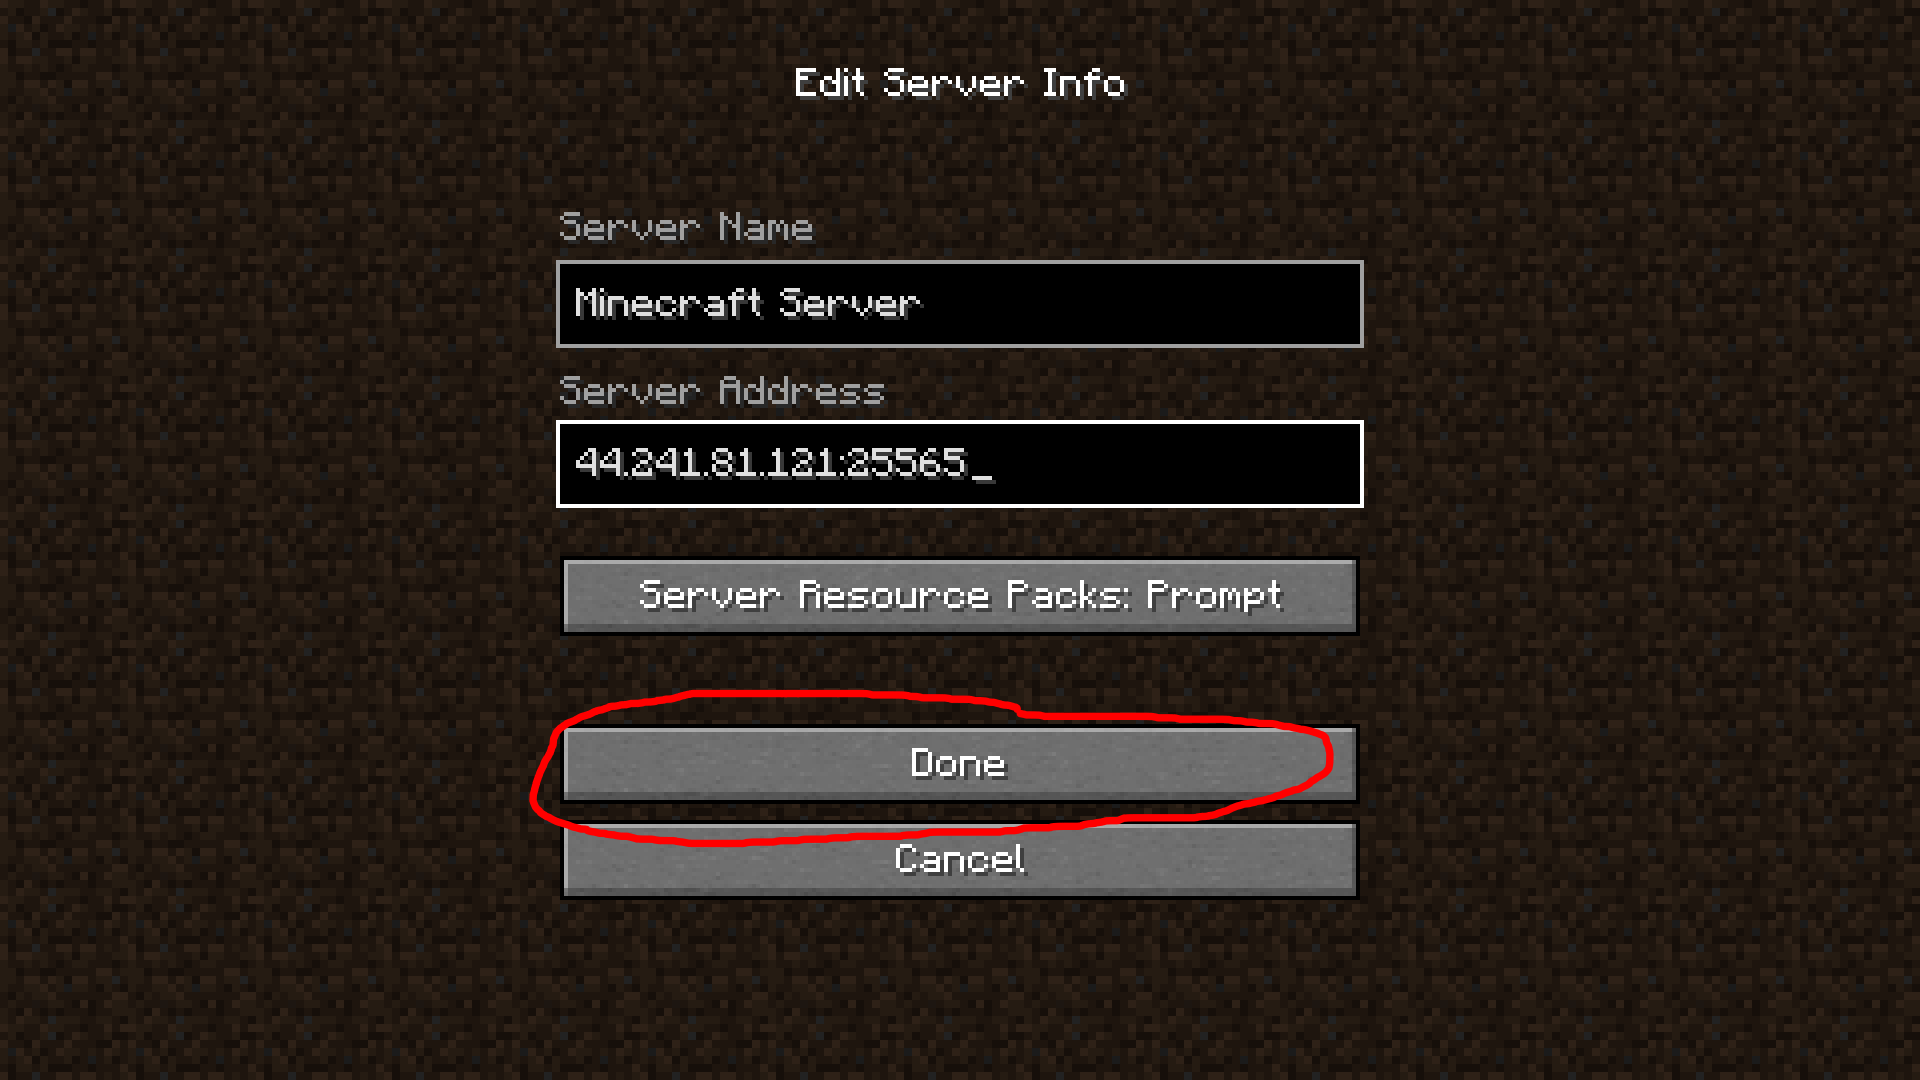 Edit Server Info
Server Name
Minecraft Server
Server Address
44.241.81.121:25565_
Server Resource Packs: Prompt
Done
Cancel